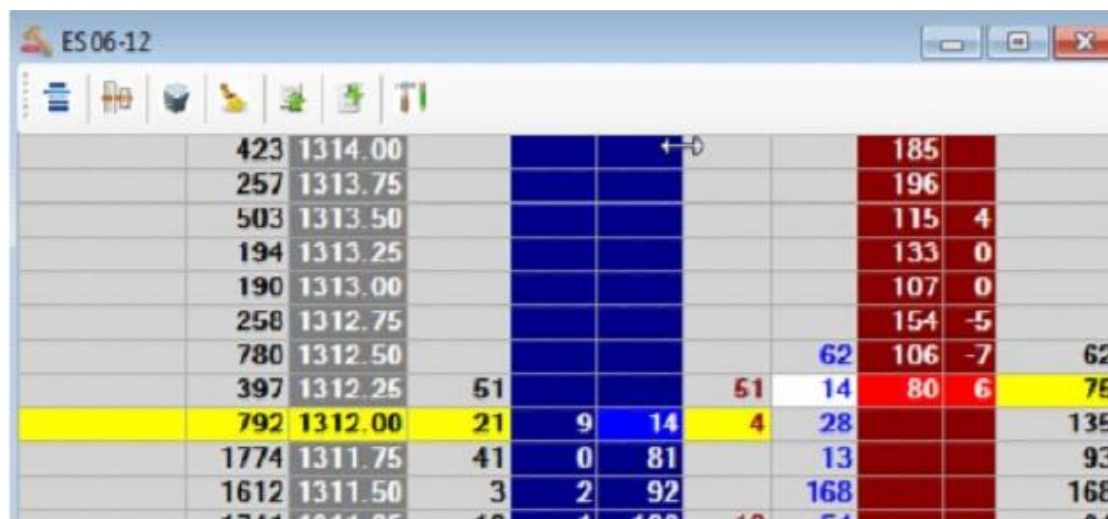 ES 06-12
423 1314.00 185
257 1313.75 196
503 1313.50 115 4
194 1313.25 133 0
190 1313.00 107 0
258 1312.75 154 -5
780 1312.50 62 106 -7 62
397 1312.25 51 51 14 80 6 75
792 1312.00 21 9 14 4 28 135
1774 1311.75 41 0 81 13 93
1612 1311.50 3 2 92 168 168